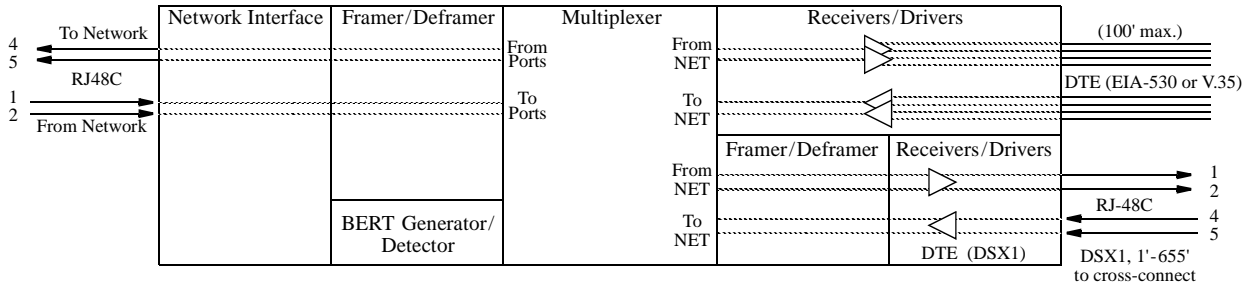 Network Interface
Framer/Deframer
Multiplexer
Receivers/Drivers
To Network
4
5
RJ48C
1
2
From Network
From
Ports
To
Ports
From
NET
To
NET
(100' max.)
DTE (EIA-530 or V.35)
Framer/Deframer
Receivers/Drivers
From
NET
To
NET
1
2
RJ-48C
4
5
BERT Generator/
Detector
DTE (DSX1)
DSX1, 1'-655'
to cross-connect